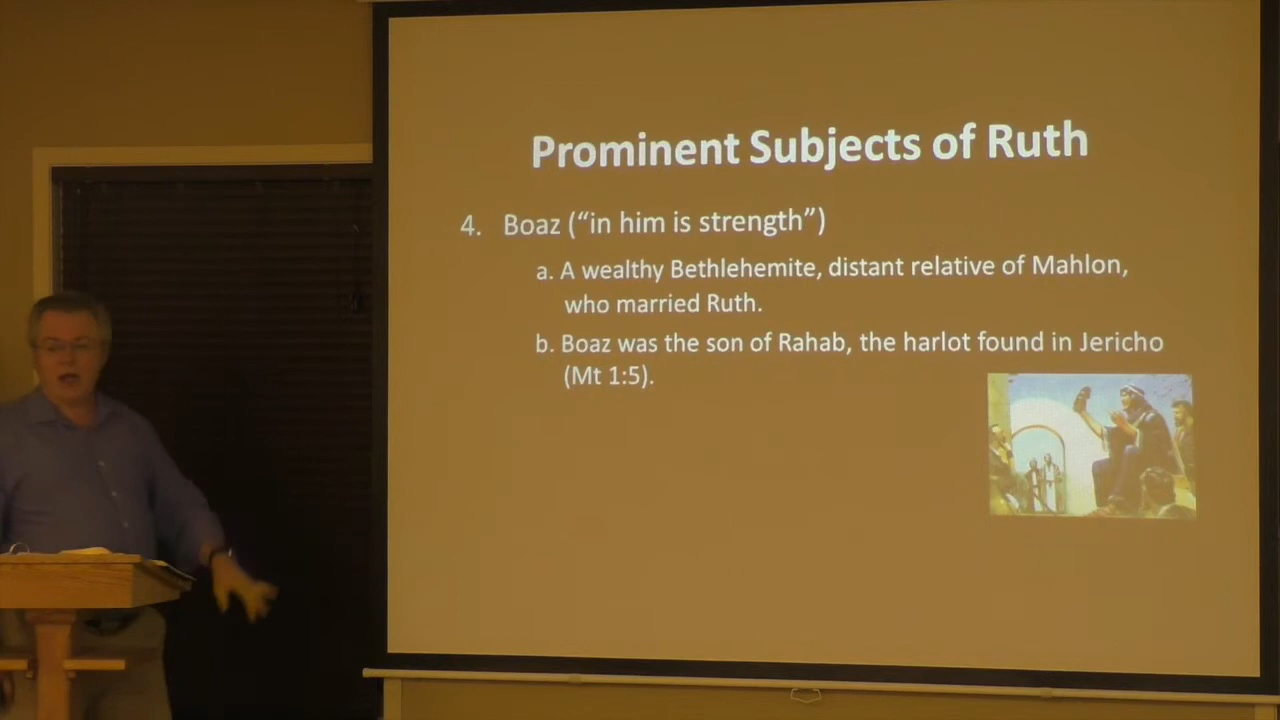 Prominent Subjects of Ruth
4. Boaz (“in him is strength”)
a. A wealthy Bethlehemite, distant relative of Mahlon,
who married Ruth.
b. Boaz was the son of Rahab, the harlot found in Jericho
(Mt 1:5).